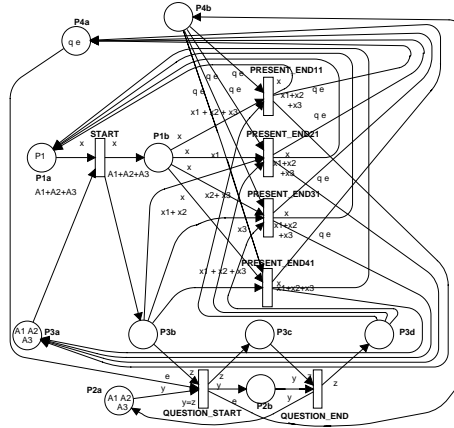 P4b
P4a
q e
q e
PRESENT_END11
x
q e
q e
q e
x1+x2
+x3
q e
x1 + x2 + x3
START
P1b
x
x
x
PRESENT_END21
P1
x
x1
x
x1+x2
+x3
P1a
A1+A2+A3
A1+A2+A3
x
x2+ x3
PRESENT_END31
x
x1+ x2
x
x3
x1+x2
+x3
q e
PRESENT_END41
x1 + x2 + x3
x1+x2+x3
A1 A2
A3
P3a
P3b
P3c
P3d
P2a
e
z
z
z
z
A1 A2
A3
y
y
y
y
y=z
e
P2b
QUESTION_START
QUESTION_END